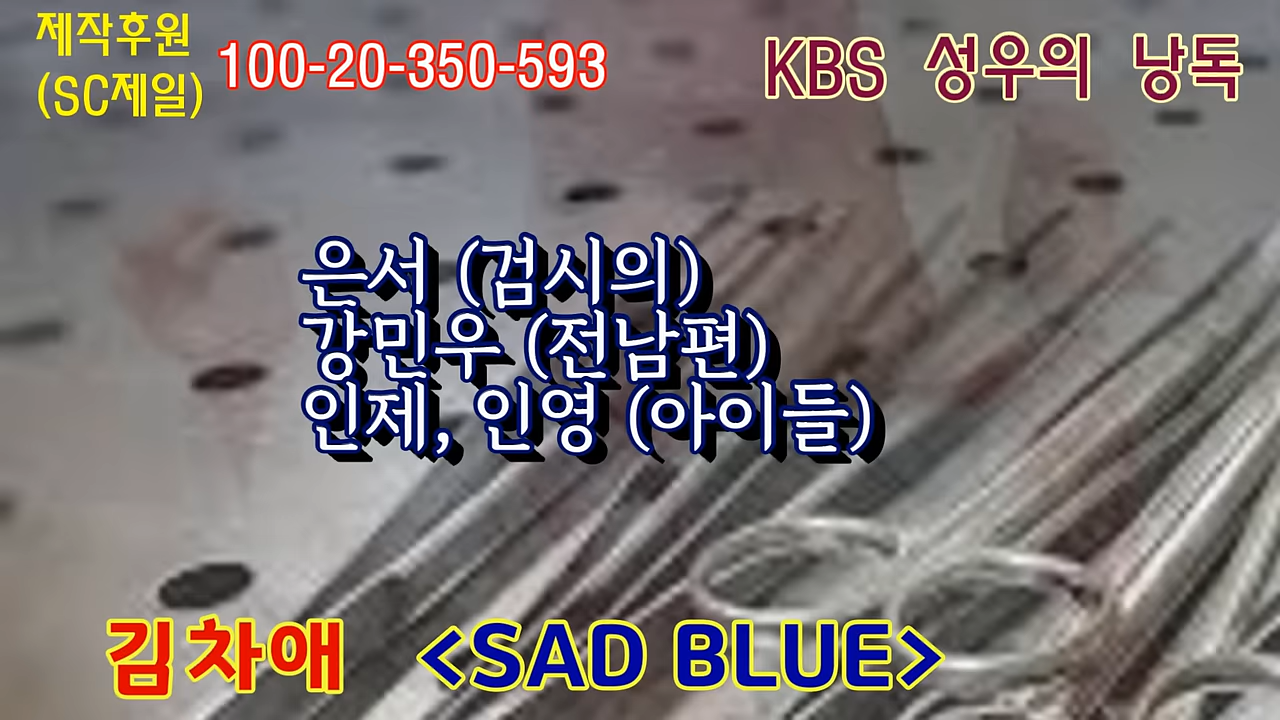 제작후원
(SC제일)
100-20-350-593
KBS 성우의 낭독
은서 (검시의)
강민우 (전남편)
인제, 인영 (아이들)
김차애 <SAD BLUE>